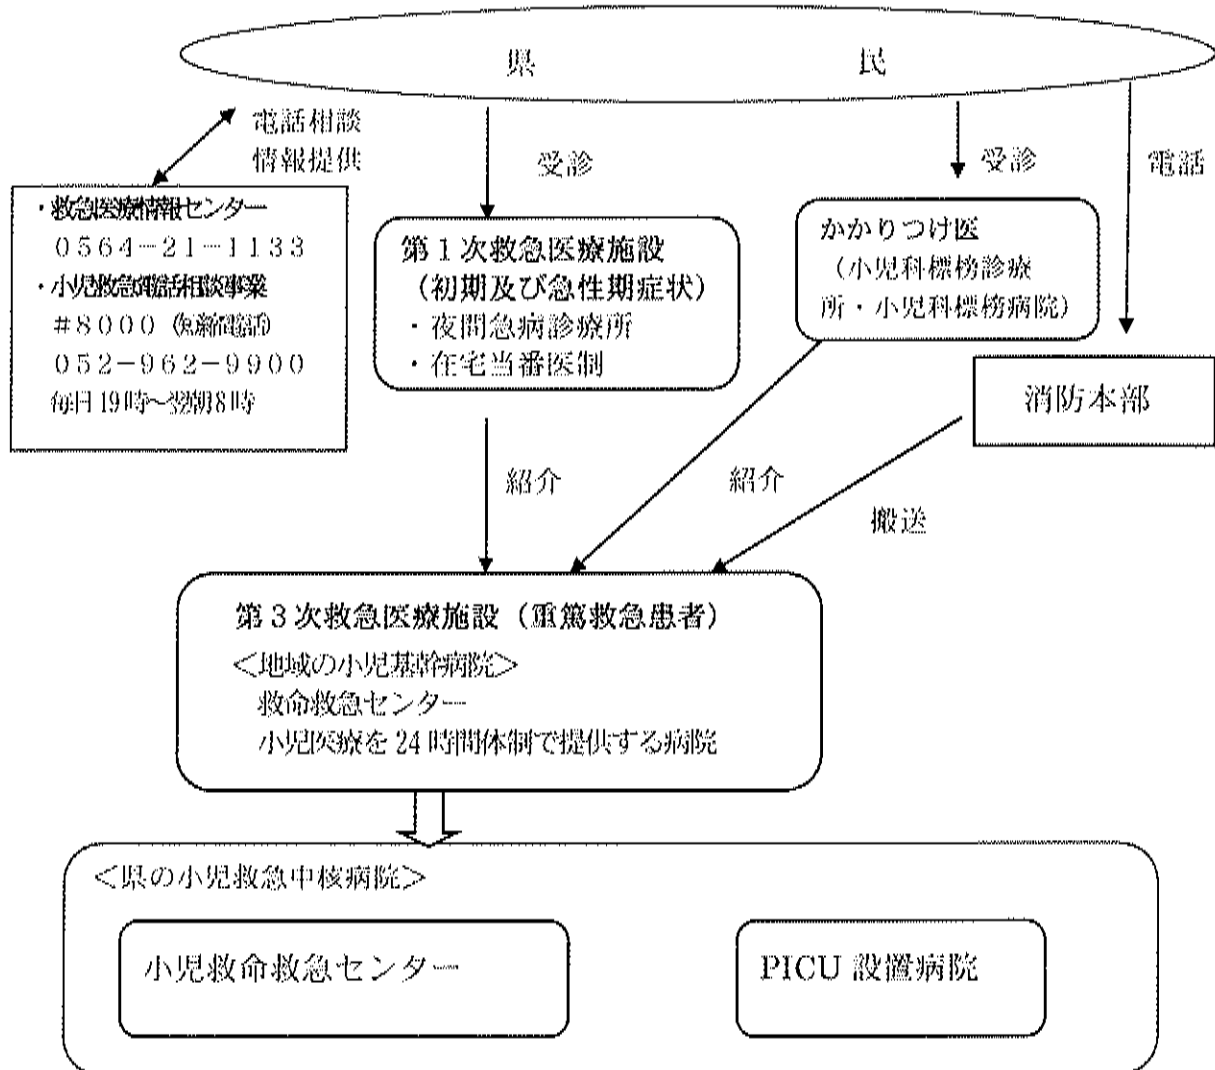 県 民
電話相談
情報提供
受診
受診
電話
・救急医療情報センター
0564-21-1133
・小児救急電話相談事業
#8000(短縮電話)
052-962-9900
毎日19時~翌朝8時
第1次救急医療施設
(初期及び急性期症状)
・夜間急病診療所
・在宅当番医制
かかりつけ医
(小児科標榜診療
所・小児科標榜病院)
消防本部
紹介
紹介
搬送
第3次救急医療施設(重篤救急患者)
<地域の小児基幹病院>
救命救急センター
小児医療を24時間体制で提供する病院
<県の小児救急中核病院>
小児救命救急センター
PICU 設置病院